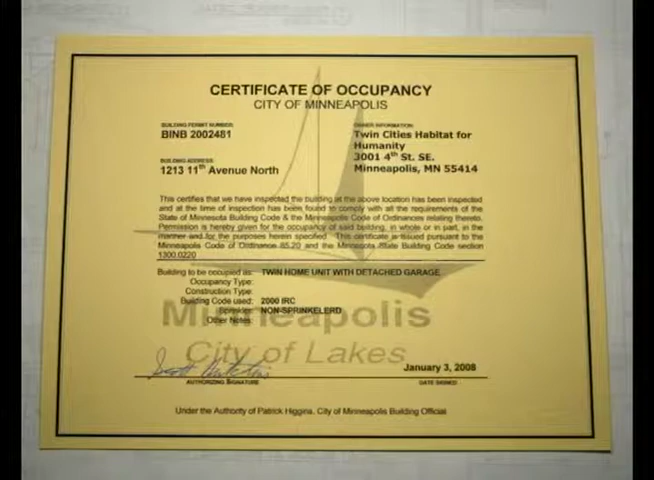 CERTIFICATE OF OCCUPANCY
CITY OF MINNEAPOLIS
BUILDING PERMIT NUMBER:
BINB 2002481
BUILDING ADDRESS
1213 11th Avenue North
OWNER INFORMATION:
Twin Cities Habitat for
Humanity
3001 4th St. SE.
Minneapolis, MN 55414
This certifies that we have inspected the building at the above location has been inspected
and at the time of inspection has been found to comply with all the requirements of the
State of Minnesota Building Code & the Minneapolis Code of Ordinances relating thereto.
Permission is hereby given for the occupancy of said building, in whole or in part, in the
manner and for the purposes herein specified. This certificate is issued pursuant to the
Minneapolis Code of Ordinance 85.20 and the Minnesota State Building Code section
1300.0220
Building to be occupied as: TWIN HOME UNIT WITH DETACHED GARAGE
Occupancy Type:
Construction Type:
Building Code used: 2000 IRC
Sprinkler: NON-SPRINKELERD
Other Notes:
Minneapolis
City of Lakes
January 3, 2008
AUTHORIZING SIGNATURE
DATE SIGNED
Under the Authority of Patrick Higgins, City of Minneapolis Building Official